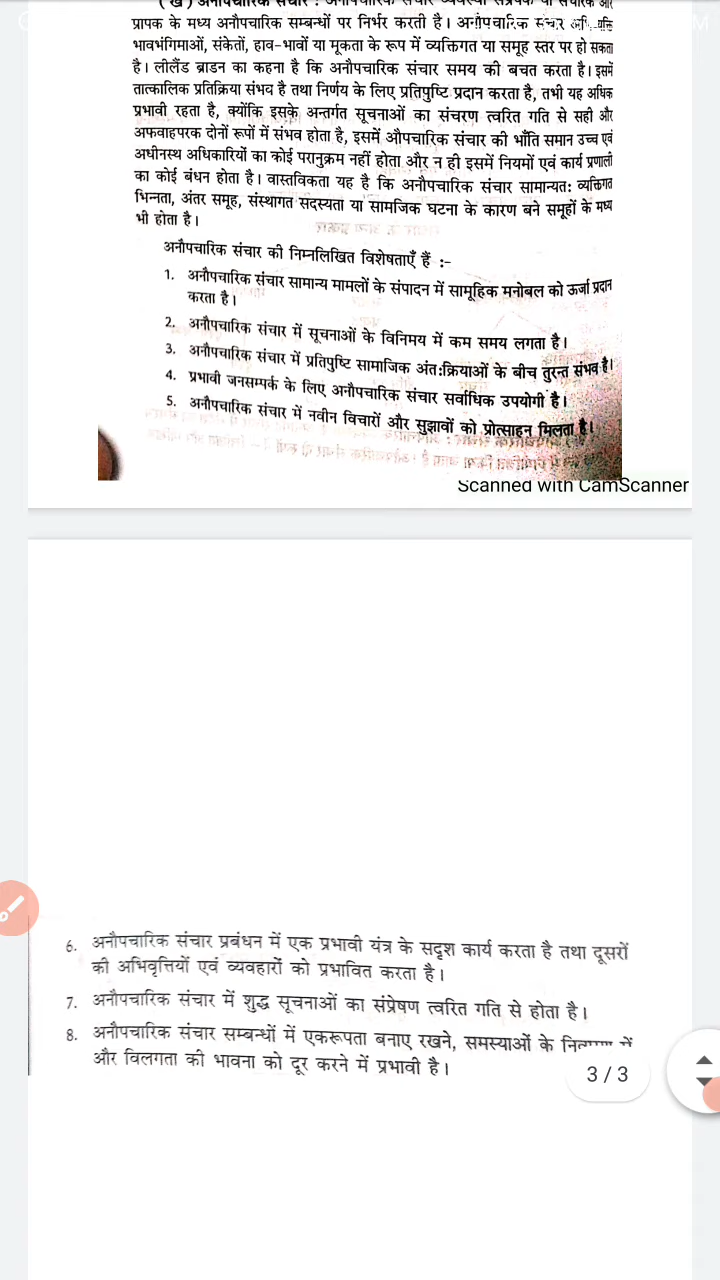 (ख) अनौपचारिक संचार : अनौपचारिक संचार व्यवस्था संप्रेषक या संचारक और
प्रापक के मध्य अनौपचारिक सम्बन्धों पर निर्भर करती है। अनौपचारिक संचार
भावभंगिमाओं, संकेतों, हाव-भावों या मूकता के रूप में व्यक्तिगत या समूह स्तर पर हो सकता
है। लीलैंड ब्राडन का कहना है कि अनौपचारिक संचार समय की बचत करता है। इसमें
तात्कालिक प्रतिक्रिया संभव है तथा निर्णय के लिए प्रतिपुष्टि प्रदान करता है, तभी यह अधिक
प्रभावी रहता है, क्योंकि इसके अन्तर्गत सूचनाओं का संचरण त्वरित गति से सही और
अफवाहपरक दोनों रूपों में संभव होता है, इसमें औपचारिक संचार की भाँति समान उच्च एवं
अधीनस्थ अधिकारियों का कोई परानुक्रम नहीं होता और न ही इसमें नियमों एवं कार्य प्रणाली
का कोई बंधन होता है। वास्तविकता यह है कि अनौपचारिक संचार सामान्यतः व्यक्तिगत
भिन्नता, अंतर समूह, संस्थागत सदस्यता या सामजिक घटना के कारण बने समूहों के मध्य
भी होता है।
अनौपचारिक संचार की निम्नलिखित विशेषताएँ हैं :-
1. अनौपचारिक संचार सामान्य मामलों के संपादन में सामूहिक मनोबल को ऊर्जा प्रदान
करता है।
2. अनौपचारिक संचार में सूचनाओं के विनिमय में कम समय लगता है।
3. अनौपचारिक संचार में प्रतिपुष्टि सामाजिक अंतःक्रियाओं के बीच तुरन्त संभव है।
4. प्रभावी जनसम्पर्क के लिए अनौपचारिक संचार सर्वाधिक उपयोगी है।
5. अनौपचारिक संचार में नवीन विचारों और सुझावों को प्रोत्साहन मिलता है।
Scanned with CamScanner
6. अनौपचारिक संचार प्रबंधन में एक प्रभावी यंत्र के सदृश कार्य करता है तथा दूसरों
की अभिवृत्तियों एवं व्यवहारों को प्रभावित करता है।
7. अनौपचारिक संचार में शुद्ध सूचनाओं का संप्रेषण त्वरित गति से होता है।
8. अनौपचारिक संचार सम्बन्धों में एकरूपता बनाए रखने, समस्याओं के में
और विलगता की भावना को दूर करने में प्रभावी है।
3 / 3